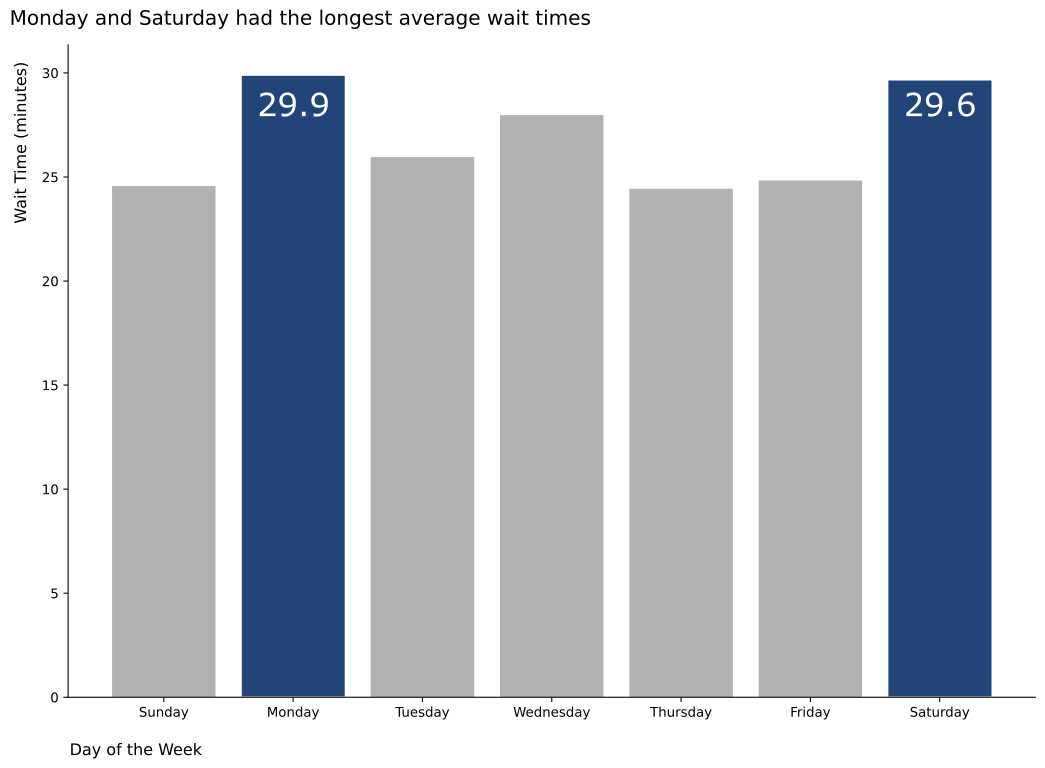 Monday and Saturday had the longest average wait times
Wait Time (minutes)
30
25
20
15
10
5
0
29.9
29.6
Sunday
Monday
Tuesday
Wednesday
Thursday
Friday
Saturday
Day of the Week